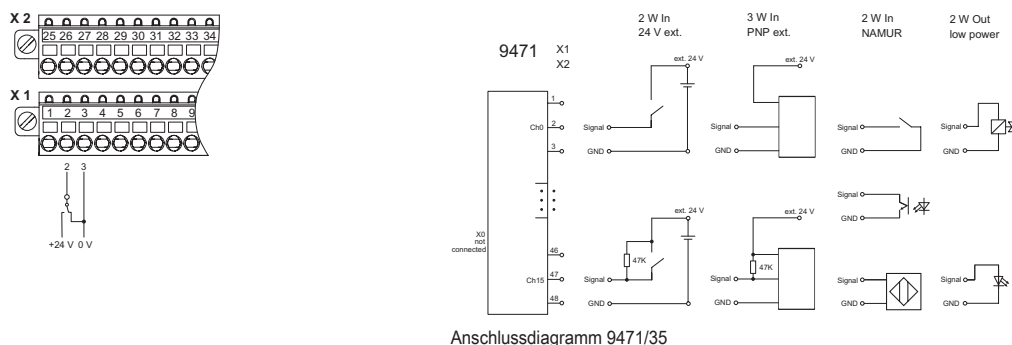 X 2
25 26 27 28 29 30 31 32 33 34
X 1
1 2 3 4 5 6 7 8 9
2 3
+24 V 0 V
9471 X1
X2
2 W In
24 V ext.
3 W In
PNP ext.
2 W In
NAMUR
2 W Out
low power
ext. 24 V
ext. 24 V
1
Ch0 2
3
Signal
GND
Signal
GND
Signal
GND
Signal
GND
Signal
GND
X0
not
connected
46
Ch15 47
48
ext. 24 V
47K
Signal
GND
ext. 24 V
47K
Signal
GND
Signal
GND
Signal
GND
Anschlussdiagramm 9471/35